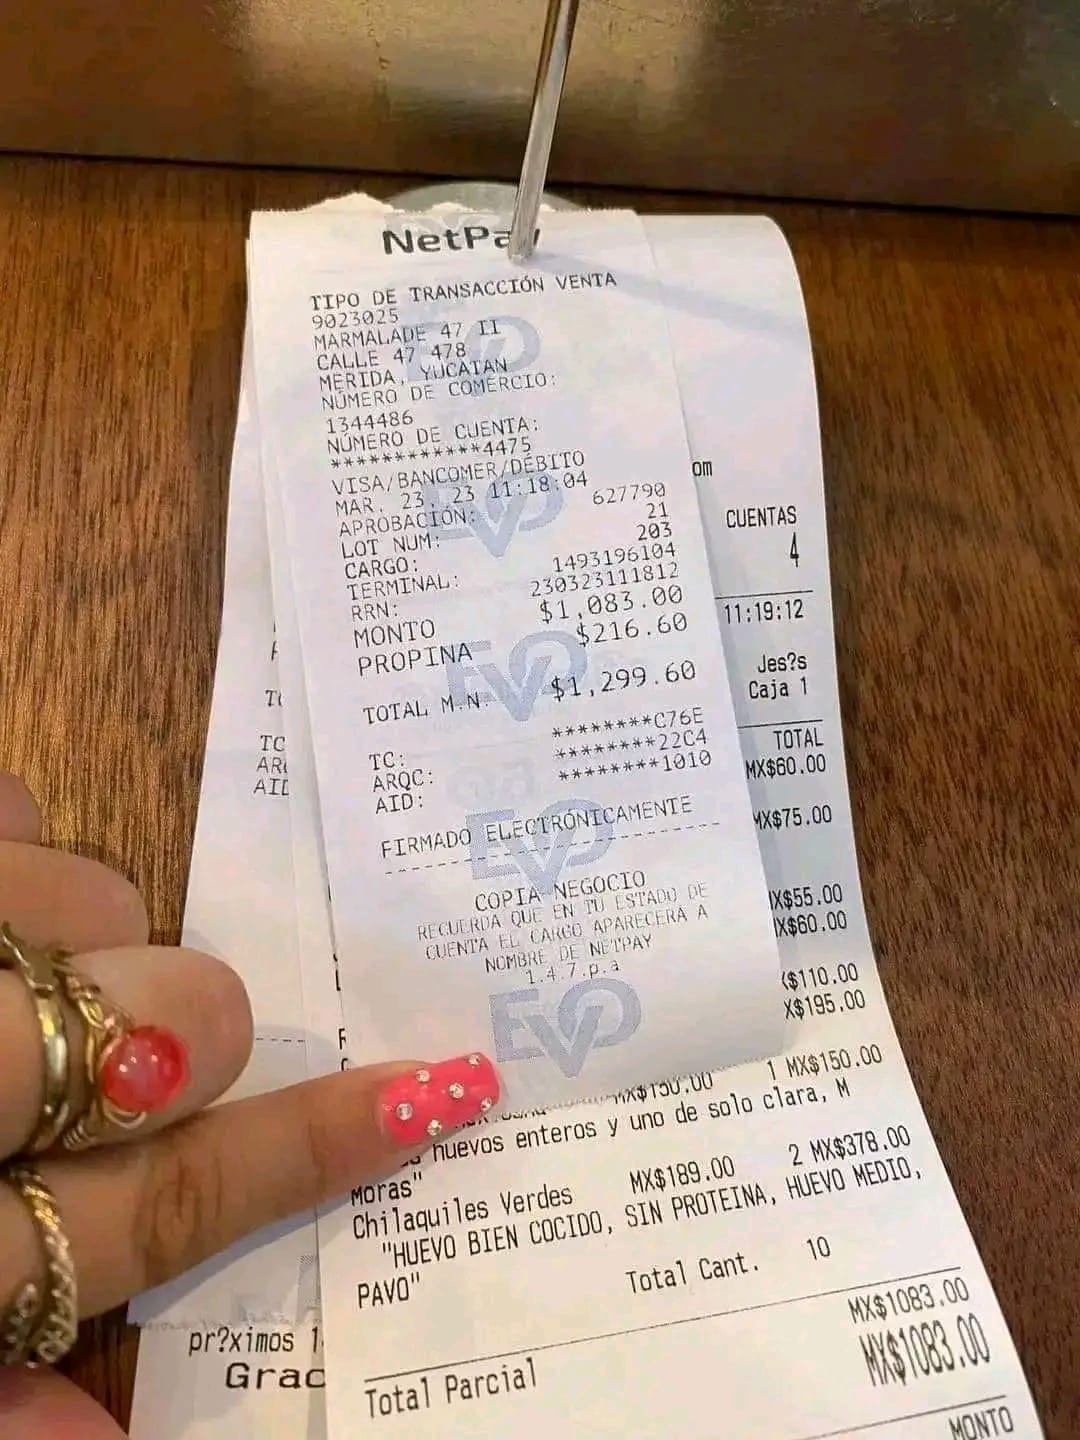 NetPay
TIPO DE TRANSACCIÓN VENTA
9023025
MARMALADE 47 II
CALLE 47 478
MERIDA, YUCATAN
NÚMERO DE COMERCIO:
1344486
NÚMERO DE CUENTA:
************4475
VISA/BANCOMER/DÉBITO
MAR. 23, 23 11:18:04
APROBACIÓN: 627790
LOT NUM: 21
CARGO: 203
TERMINAL: 1493196104
RRN: 230323111812
MONTO $1,083.00
PROPINA $216.60
TOTAL M.N. $1,299.60
TC: ********C76E
ARQC: ********22C4
AID: ********1010
FIRMADO ELECTRÓNICAMENTE
COPIA NEGOCIO
RECUERDA QUE EN TU ESTADO DE
CUENTA EL CARGO APARECERÁ A
NOMBRE DE NETPAY
1.4.7.p.a
EVO
om
CUENTAS
4
11:19:12
Jes?s
Caja 1
TOTAL
MX$60.00
MX$75.00
MX$55.00
MX$60.00
$110.00
X$195.00
MX$150.00 1 MX$150.00
huevos enteros y uno de solo clara, M
Moras"
Chilaquiles Verdes MX$189.00 2 MX$378.00
"HUEVO BIEN COCIDO, SIN PROTEINA, HUEVO MEDIO,
PAVO"
Total Cant. 10
MX$1083.00
Total Parcial MX$1083.00
MONTO
TC
ARQ
AID
pr?ximos 1
Grac